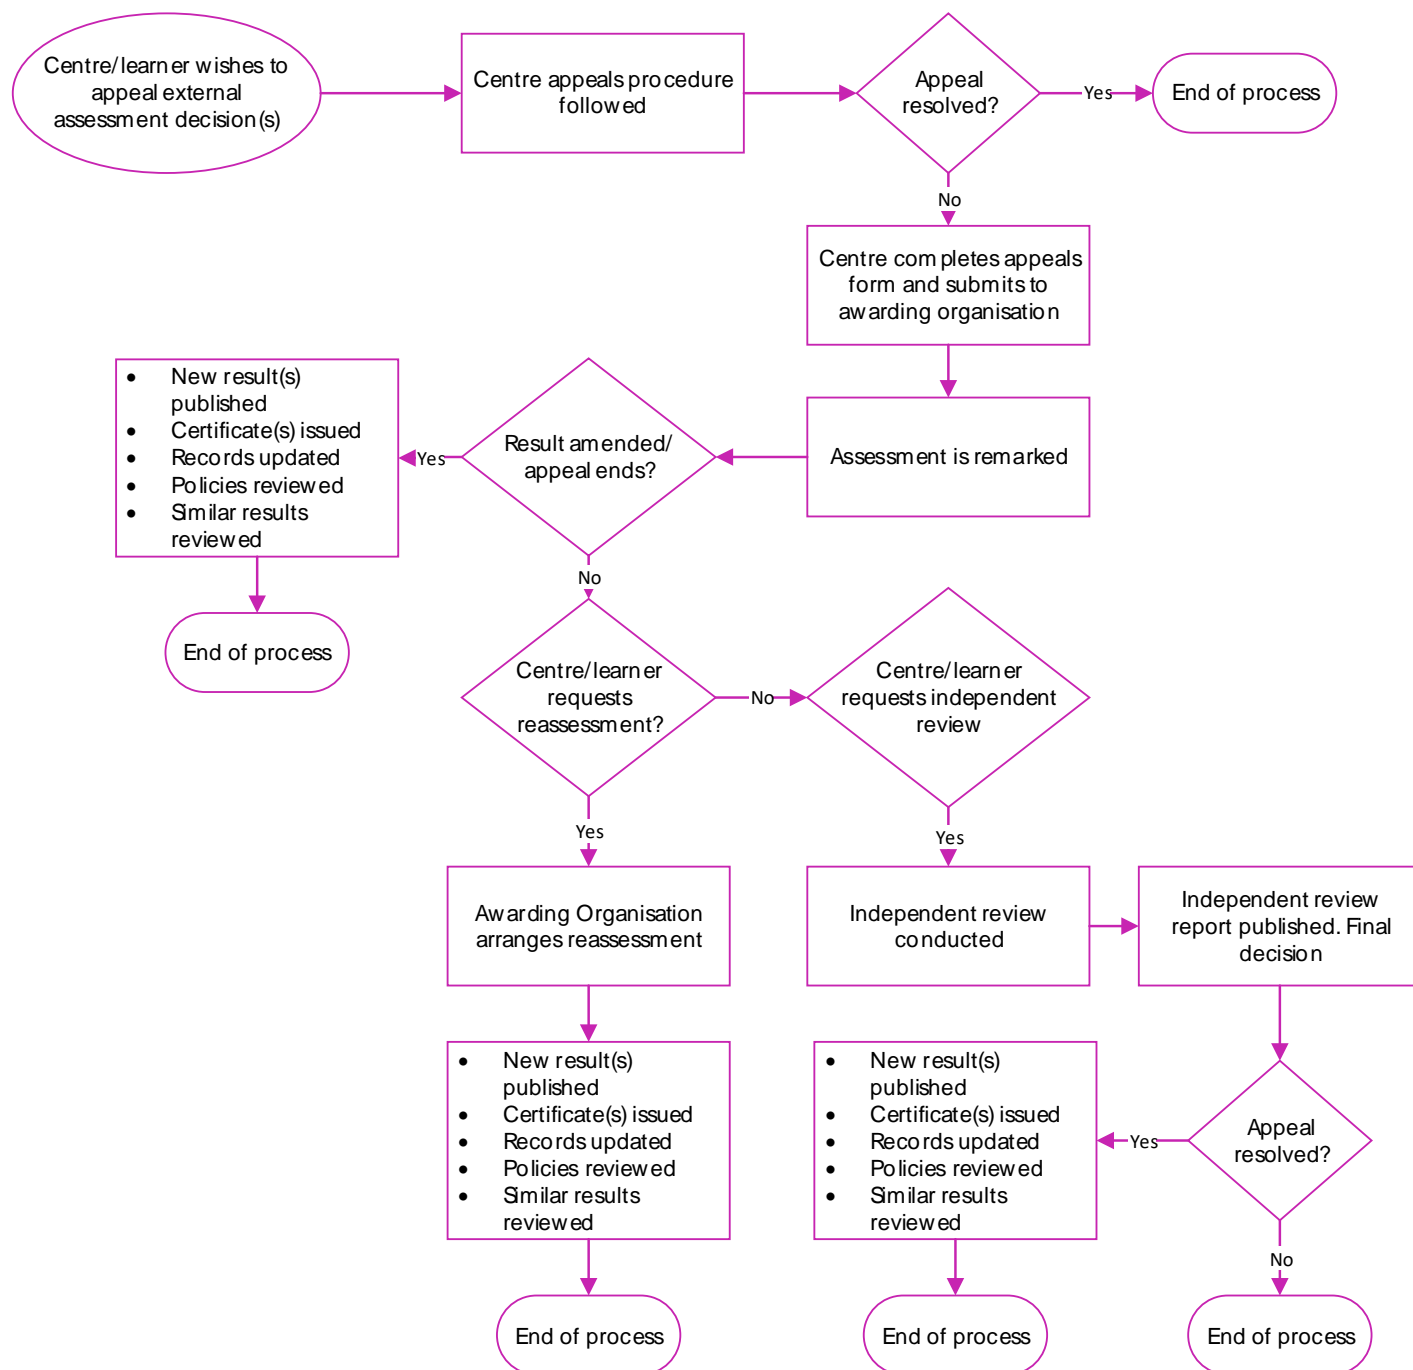 Centre/learner wishes to
appeal external
assessment decision(s)
Centre appeals procedure
followed
Appeal
resolved?
Yes
End of process
No
Centre completes appeals
form and submits to
awarding organisation
Assessment is remarked
Result amended/
appeal ends?
Yes
• New result(s)
published
• Certificate(s) issued
• Records updated
• Policies reviewed
• Similar results
reviewed
End of process
No
Centre/learner
requests
reassessment?
No
Centre/learner
requests independent
review
Yes
Awarding Organisation
arranges reassessment
• New result(s)
published
• Certificate(s) issued
• Records updated
• Policies reviewed
• Similar results
reviewed
End of process
Yes
Independent review
conducted
Independent review
report published. Final
decision
Appeal
resolved?
Yes
• New result(s)
published
• Certificate(s) issued
• Records updated
• Policies reviewed
• Similar results
reviewed
End of process
No
End of process